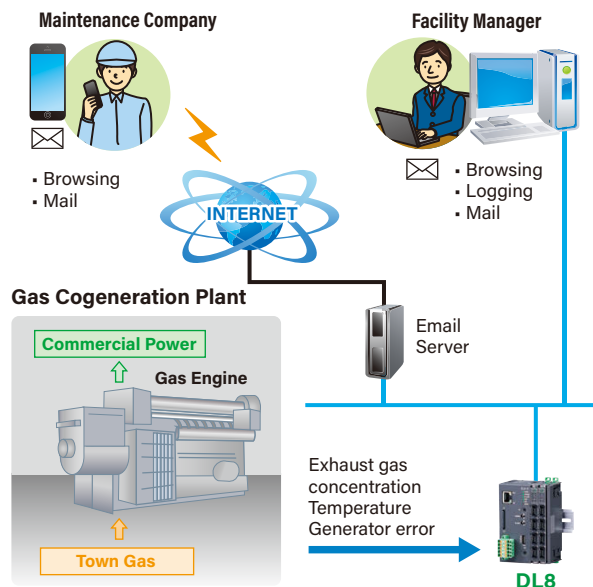 Maintenance Company
Facility Manager
▪ Browsing
▪ Mail
▪ Browsing
▪ Logging
▪ Mail
INTERNET
Gas Cogeneration Plant
Email
Server
Commercial Power
Gas Engine
Exhaust gas
concentration
Temperature
Generator error
Town Gas
DL8